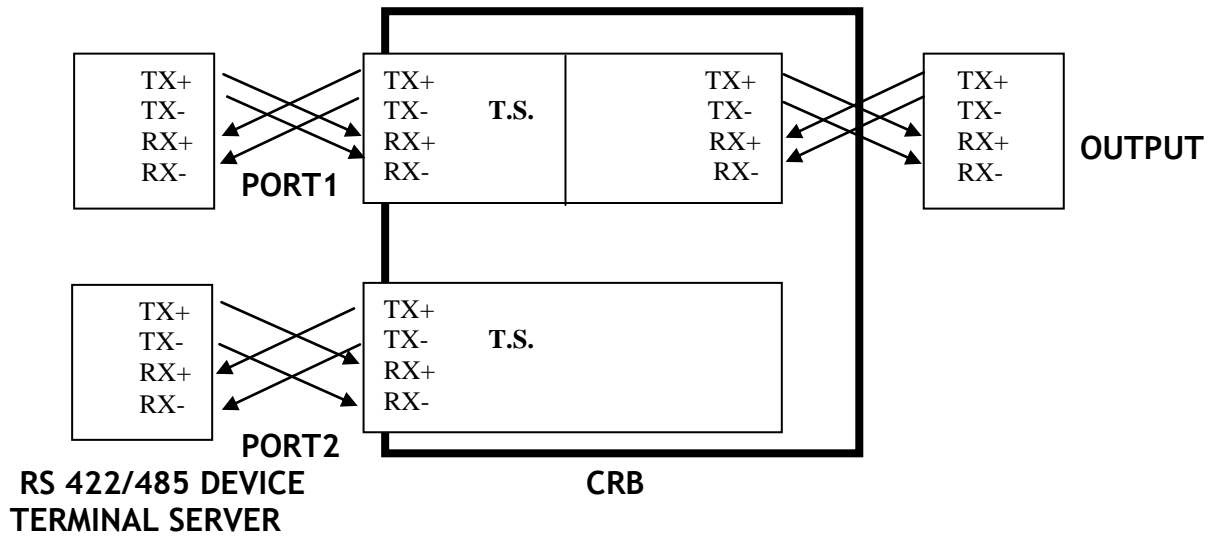 TX+
TX-
RX+
RX-
PORT1
TX+
TX-
RX+
RX-
T.S.
TX+
TX-
RX+
RX-
TX+
TX-
RX+
RX-
OUTPUT
TX+
TX-
RX+
RX-
PORT2
TX+
TX-
RX+
RX-
T.S.
RS 422/485 DEVICE
TERMINAL SERVER
CRB